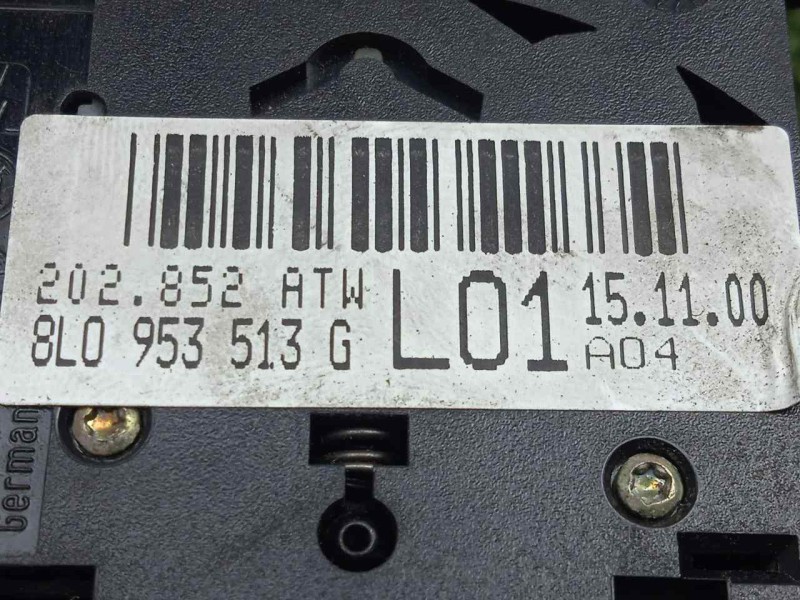 202.852 ATW
8L0 953 513 G
L01
15.11.00
A04
German